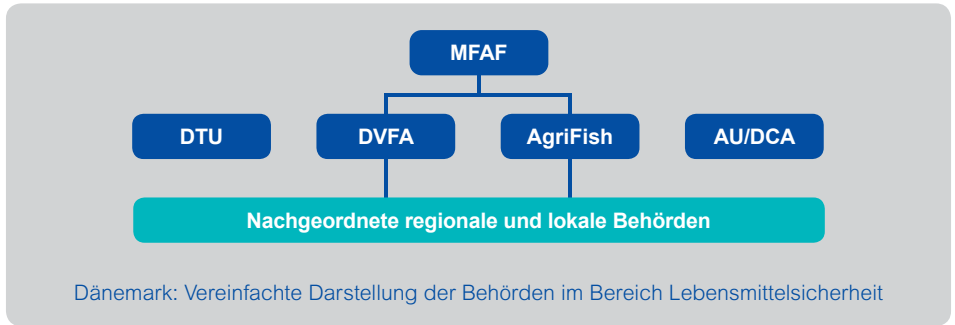 MFAF
DTU
DVFA
AgriFish
AU/DCA
Nachgeordnete regionale und lokale Behörden
Dänemark: Vereinfachte Darstellung der Behörden im Bereich Lebensmittelsicherheit